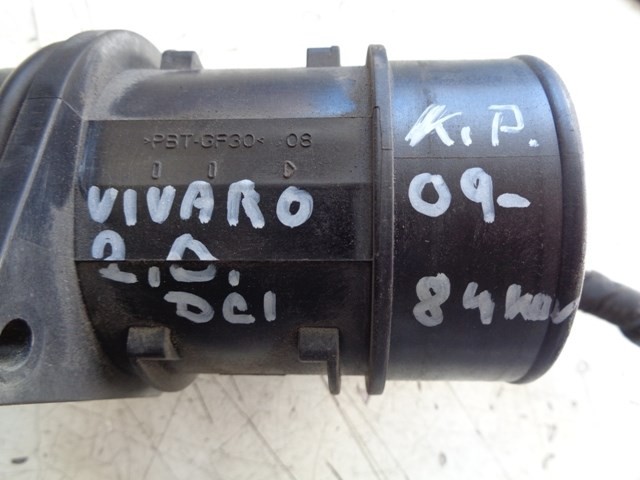 >PBT-GF30< 08
VIVARO
2,0,
DCI
K.P.
09-
84kw